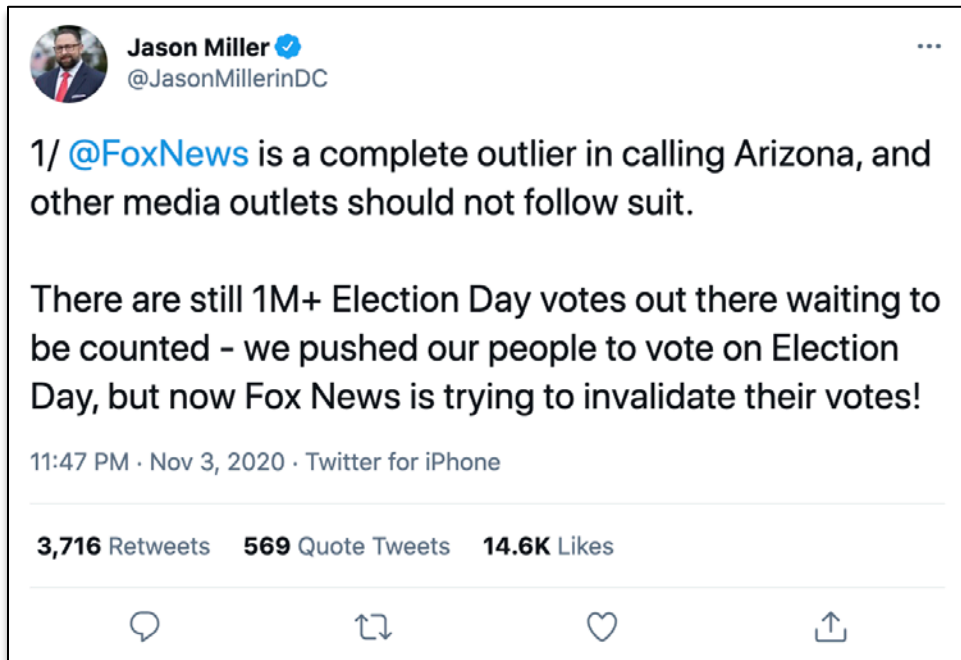 Jason Miller
@JasonMillerinDC
1/ @FoxNews is a complete outlier in calling Arizona, and
other media outlets should not follow suit.
There are still 1M+ Election Day votes out there waiting to
be counted - we pushed our people to vote on Election
Day, but now Fox News is trying to invalidate their votes!
11:47 PM · Nov 3, 2020 · Twitter for iPhone
3,716 Retweets 569 Quote Tweets 14.6K Likes